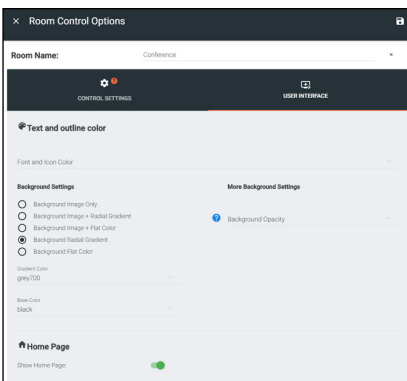 × Room Control Options
Room Name: Conference ×
CONTROL SETTINGS USER INTERFACE
Text and outline color
Font and Icon Color
Background Settings More Background Settings
Background Image Only
Background Image + Radial Gradient ? Background Opacity
Background Image + Flat Color
Background Radial Gradient
Background Flat Color
Gradient Color
grey700
Base Color
black
Home Page
Show Home Page: